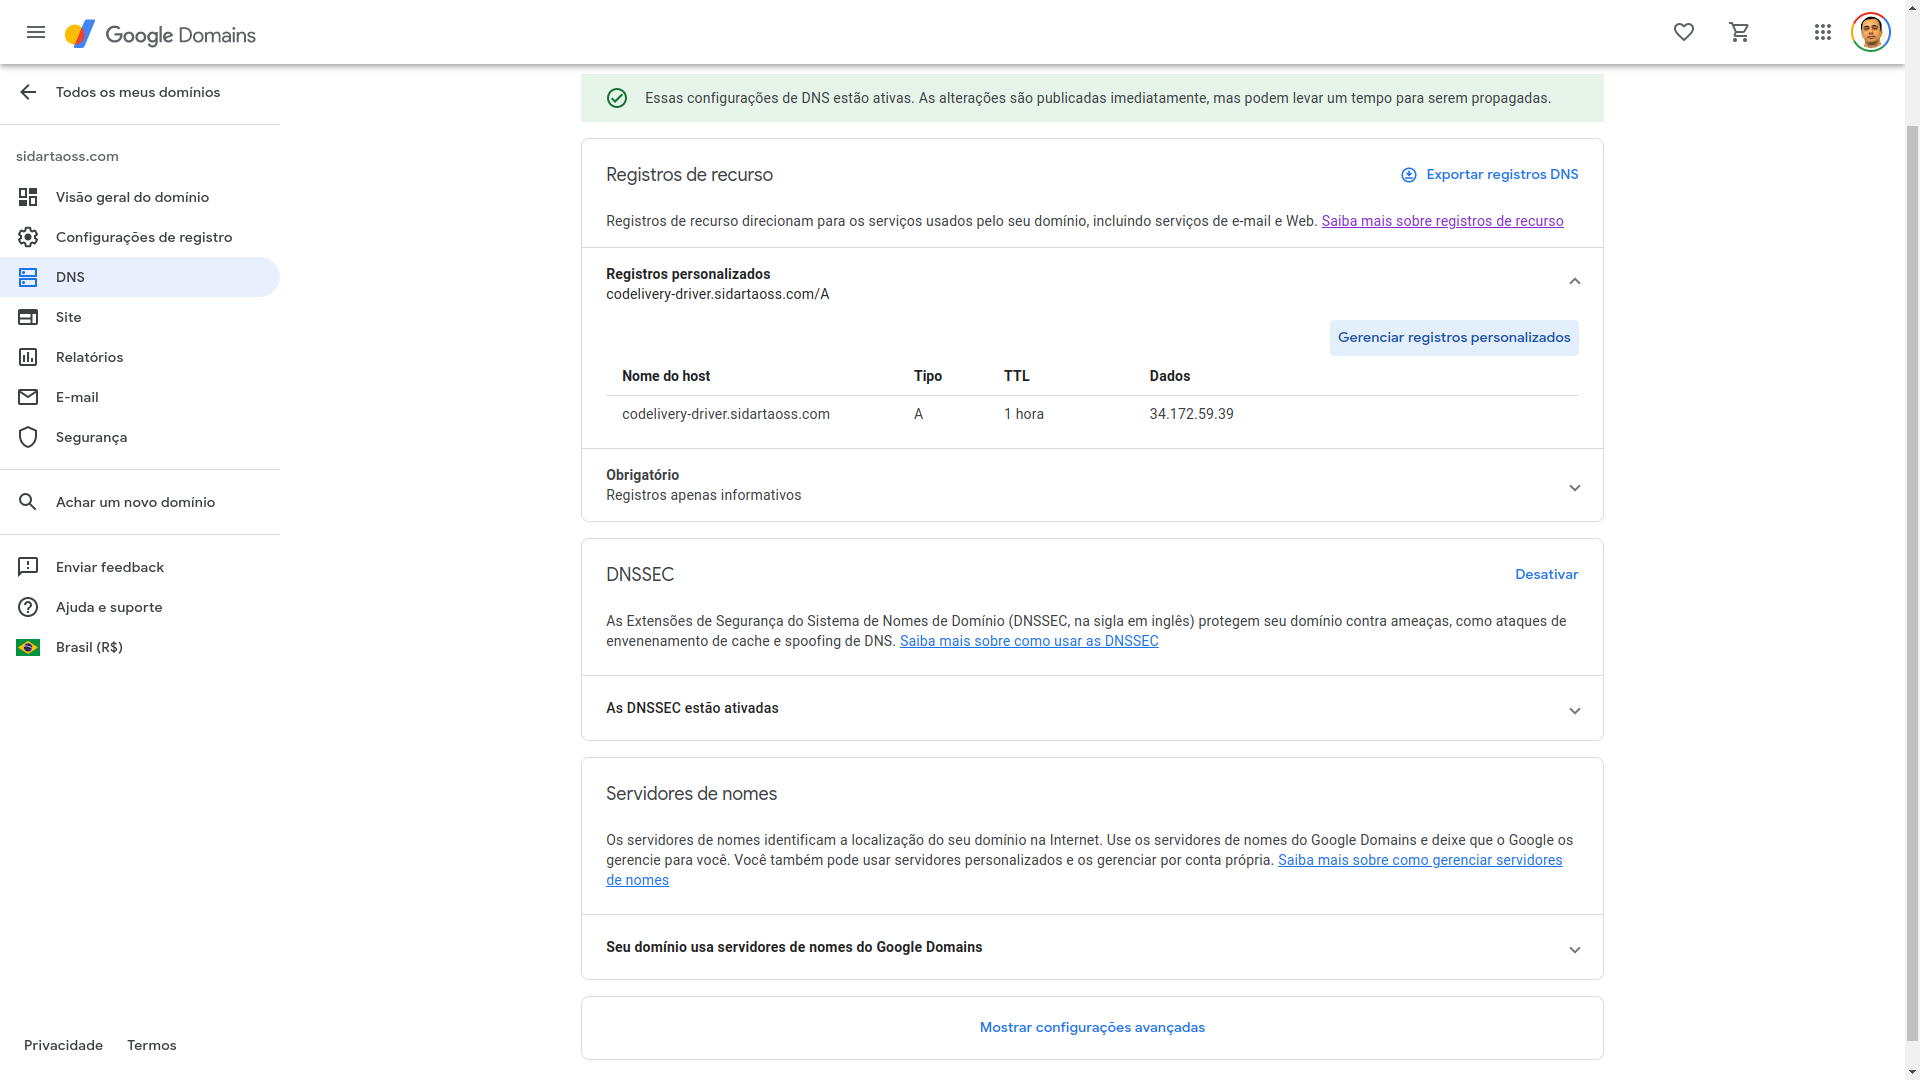 Google Domains
Todos os meus domínios
sidartaoss.com
Visão geral do domínio
Configurações de registro
DNS
Site
Relatórios
E-mail
Segurança
Achar um novo domínio
Enviar feedback
Ajuda e suporte
Brasil (R$)
Privacidade Termos
Essas configurações de DNS estão ativas. As alterações são publicadas imediatamente, mas podem levar um tempo para serem propagadas.
Registros de recurso
Exportar registros DNS
Registros de recurso direcionam para os serviços usados pelo seu domínio, incluindo serviços de e-mail e Web. Saiba mais sobre registros de recurso
Registros personalizados
codelivery-driver.sidartaoss.com/A
Gerenciar registros personalizados
Nome do host Tipo TTL Dados
codelivery-driver.sidartaoss.com A 1 hora 34.172.59.39
Obrigatório
Registros apenas informativos
DNSSEC
Desativar
As Extensões de Segurança do Sistema de Nomes de Domínio (DNSSEC, na sigla em inglês) protegem seu domínio contra ameaças, como ataques de
envenenamento de cache e spoofing de DNS. Saiba mais sobre como usar as DNSSEC
As DNSSEC estão ativadas
Servidores de nomes
Os servidores de nomes identificam a localização do seu domínio na Internet. Use os servidores de nomes do Google Domains e deixe que o Google os
gerencie para você. Você também pode usar servidores personalizados e os gerenciar por conta própria. Saiba mais sobre como gerenciar servidores
de nomes
Seu domínio usa servidores de nomes do Google Domains
Mostrar configurações avançadas